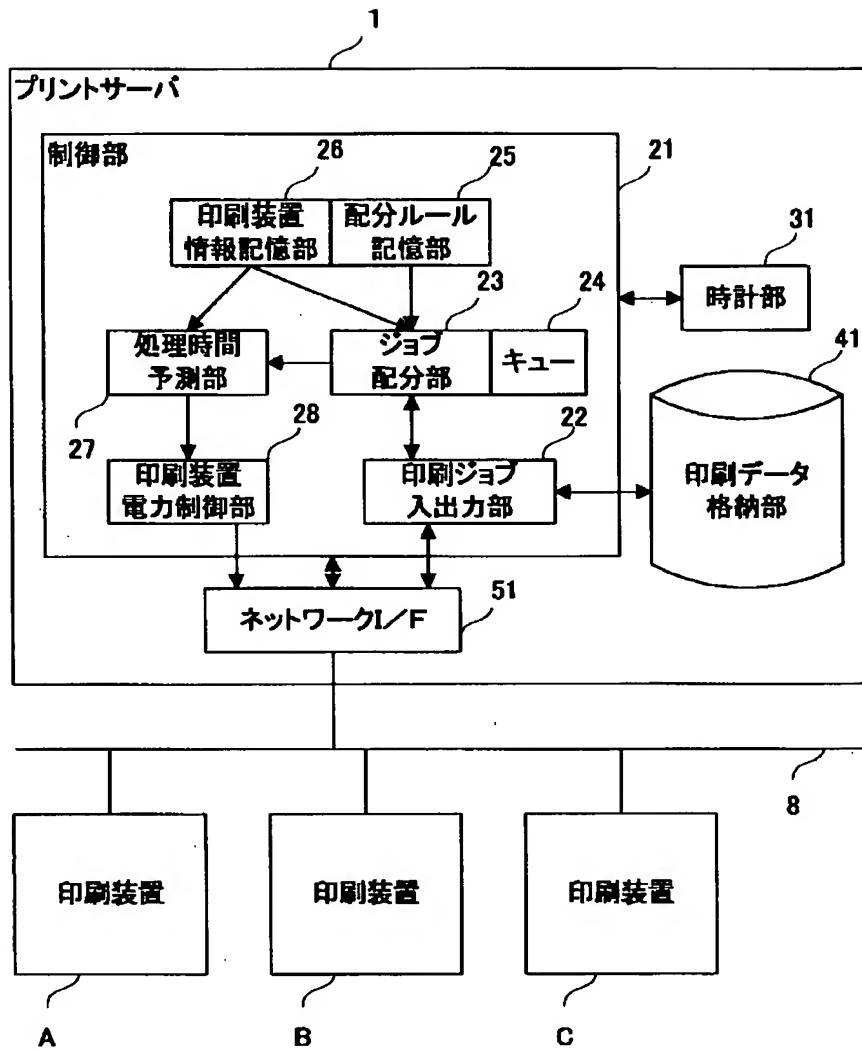 1
プリントサーバ
制御部
26
25
21
印刷装置
情報記憶部
配分ルール
記憶部
31
時計部
23
24
処理時間
予測部
ジョブ
配分部
キュー
41
27
28
22
印刷装置
電力制御部
印刷ジョブ
入出力部
印刷データ
格納部
ネットワークI/F
51
8
印刷装置
印刷装置
印刷装置
A
B
C